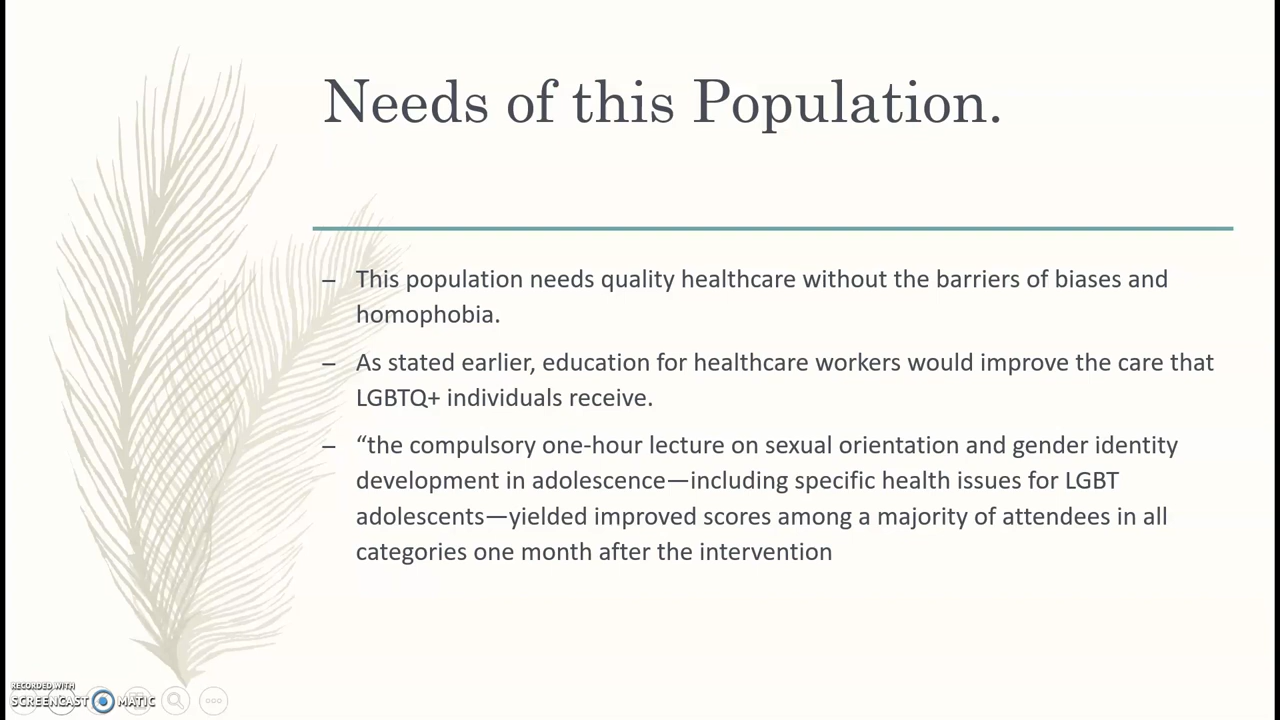 Needs of this Population.
– This population needs quality healthcare without the barriers of biases and
homophobia.
– As stated earlier, education for healthcare workers would improve the care that
LGBTQ+ individuals receive.
– “the compulsory one-hour lecture on sexual orientation and gender identity
development in adolescence—including specific health issues for LGBT
adolescents—yielded improved scores among a majority of attendees in all
categories one month after the intervention
RECORDED WITH
SCREENCAST MATIC